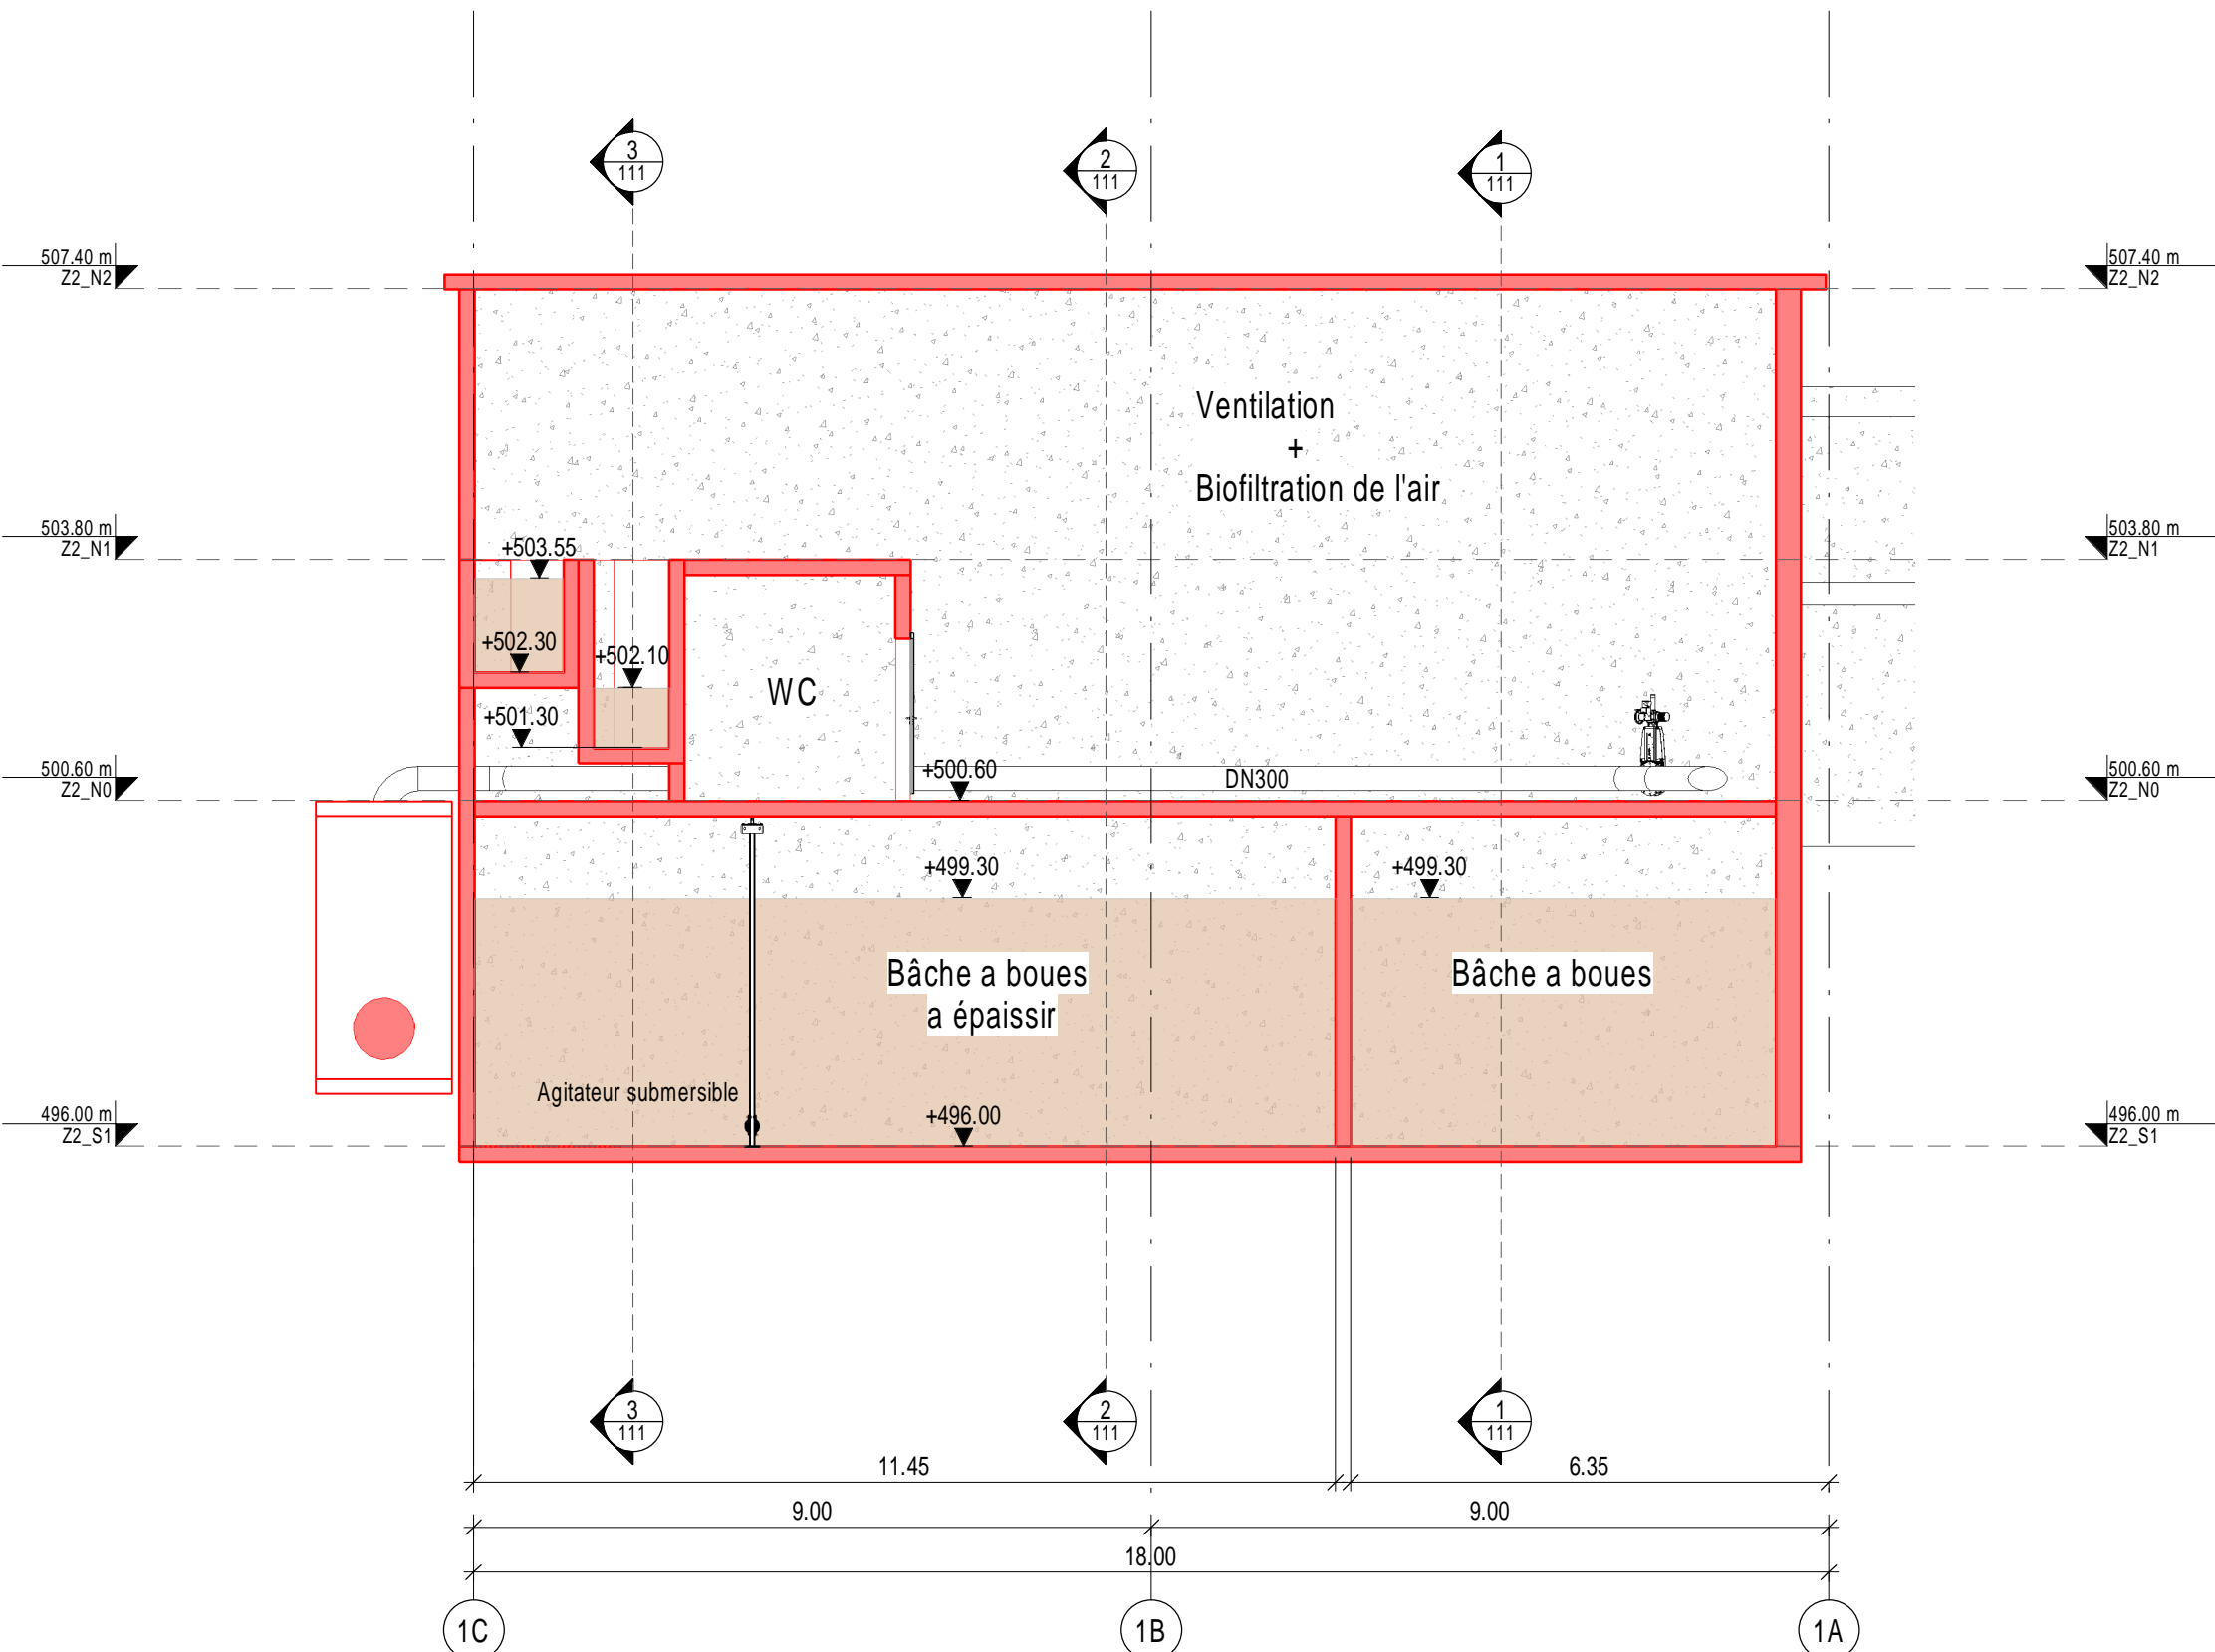 3
111
2
111
1
111
507.40 m
Z2_N2
507.40 m
Z2_N2
Ventilation
+
Biofiltration de l'air
503.80 m
Z2_N1
503.80 m
Z2_N1
+503.55
+502.30
+502.10
WC
+501.30
500.60 m
Z2_N0
+500.60
DN300
500.60 m
Z2_N0
+499.30
+499.30
Bâche a boues
a épaissir
Bâche a boues
Agitateur submersible
+496.00
496.00 m
Z2_S1
496.00 m
Z2_S1
3
111
2
111
1
111
11.45
6.35
9.00
9.00
18.00
1C
1B
1A